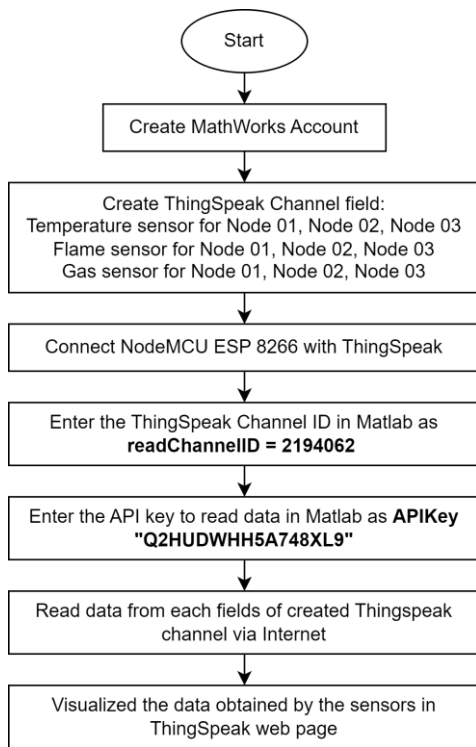 Start
Create MathWorks Account
Create ThingSpeak Channel field:
Temperature sensor for Node 01, Node 02, Node 03
Flame sensor for Node 01, Node 02, Node 03
Gas sensor for Node 01, Node 02, Node 03
Connect NodeMCU ESP 8266 with ThingSpeak
Enter the ThingSpeak Channel ID in Matlab as
readChannelID = 2194062
Enter the API key to read data in Matlab as APIKey
"Q2HUDWHH5A748XL9"
Read data from each fields of created Thingspeak
channel via Internet
Visualized the data obtained by the sensors in
ThingSpeak web page